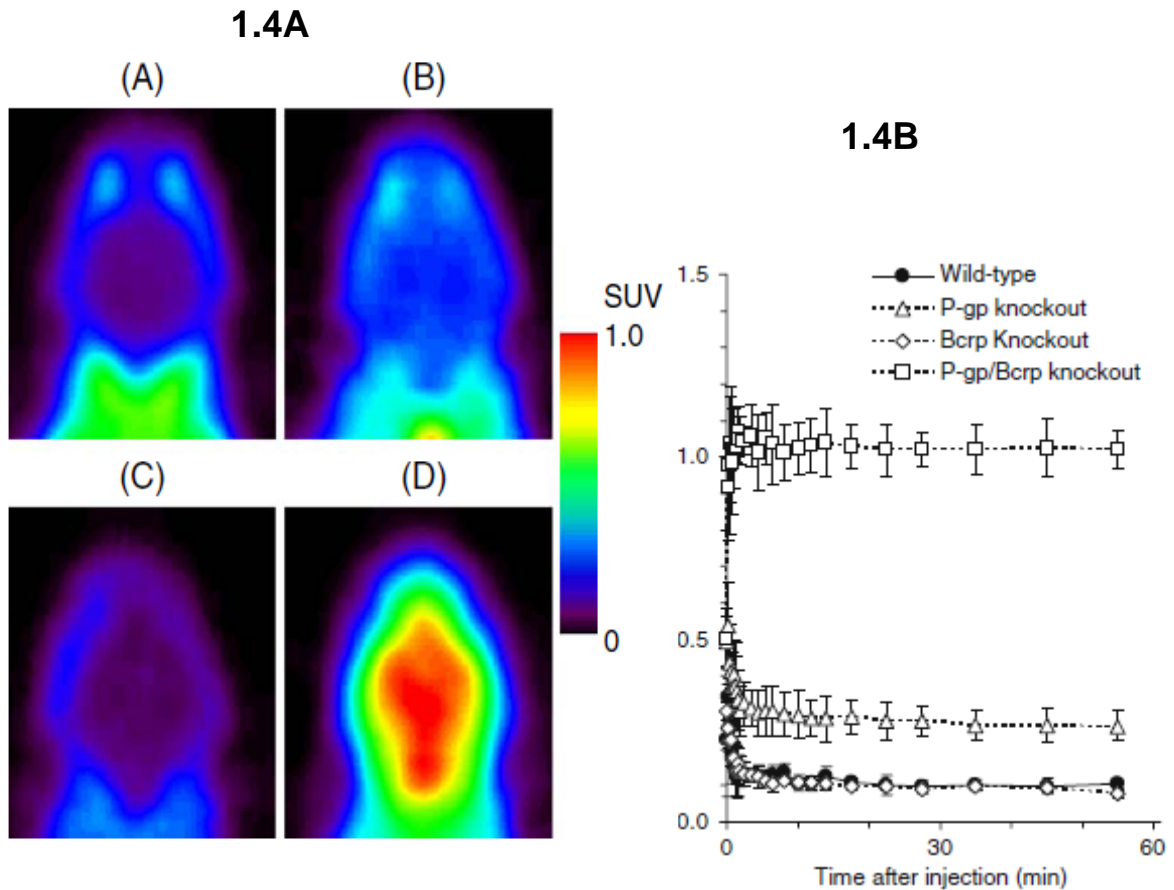 1.4A
(A)
(B)
(C)
(D)
SUV
1.0
0
1.4B
Wild-type
P-gp knockout
Bcrp Knockout
P-gp/Bcrp knockout
1.5
1.0
0.5
0.0
0
30
60
Time after injection (min)